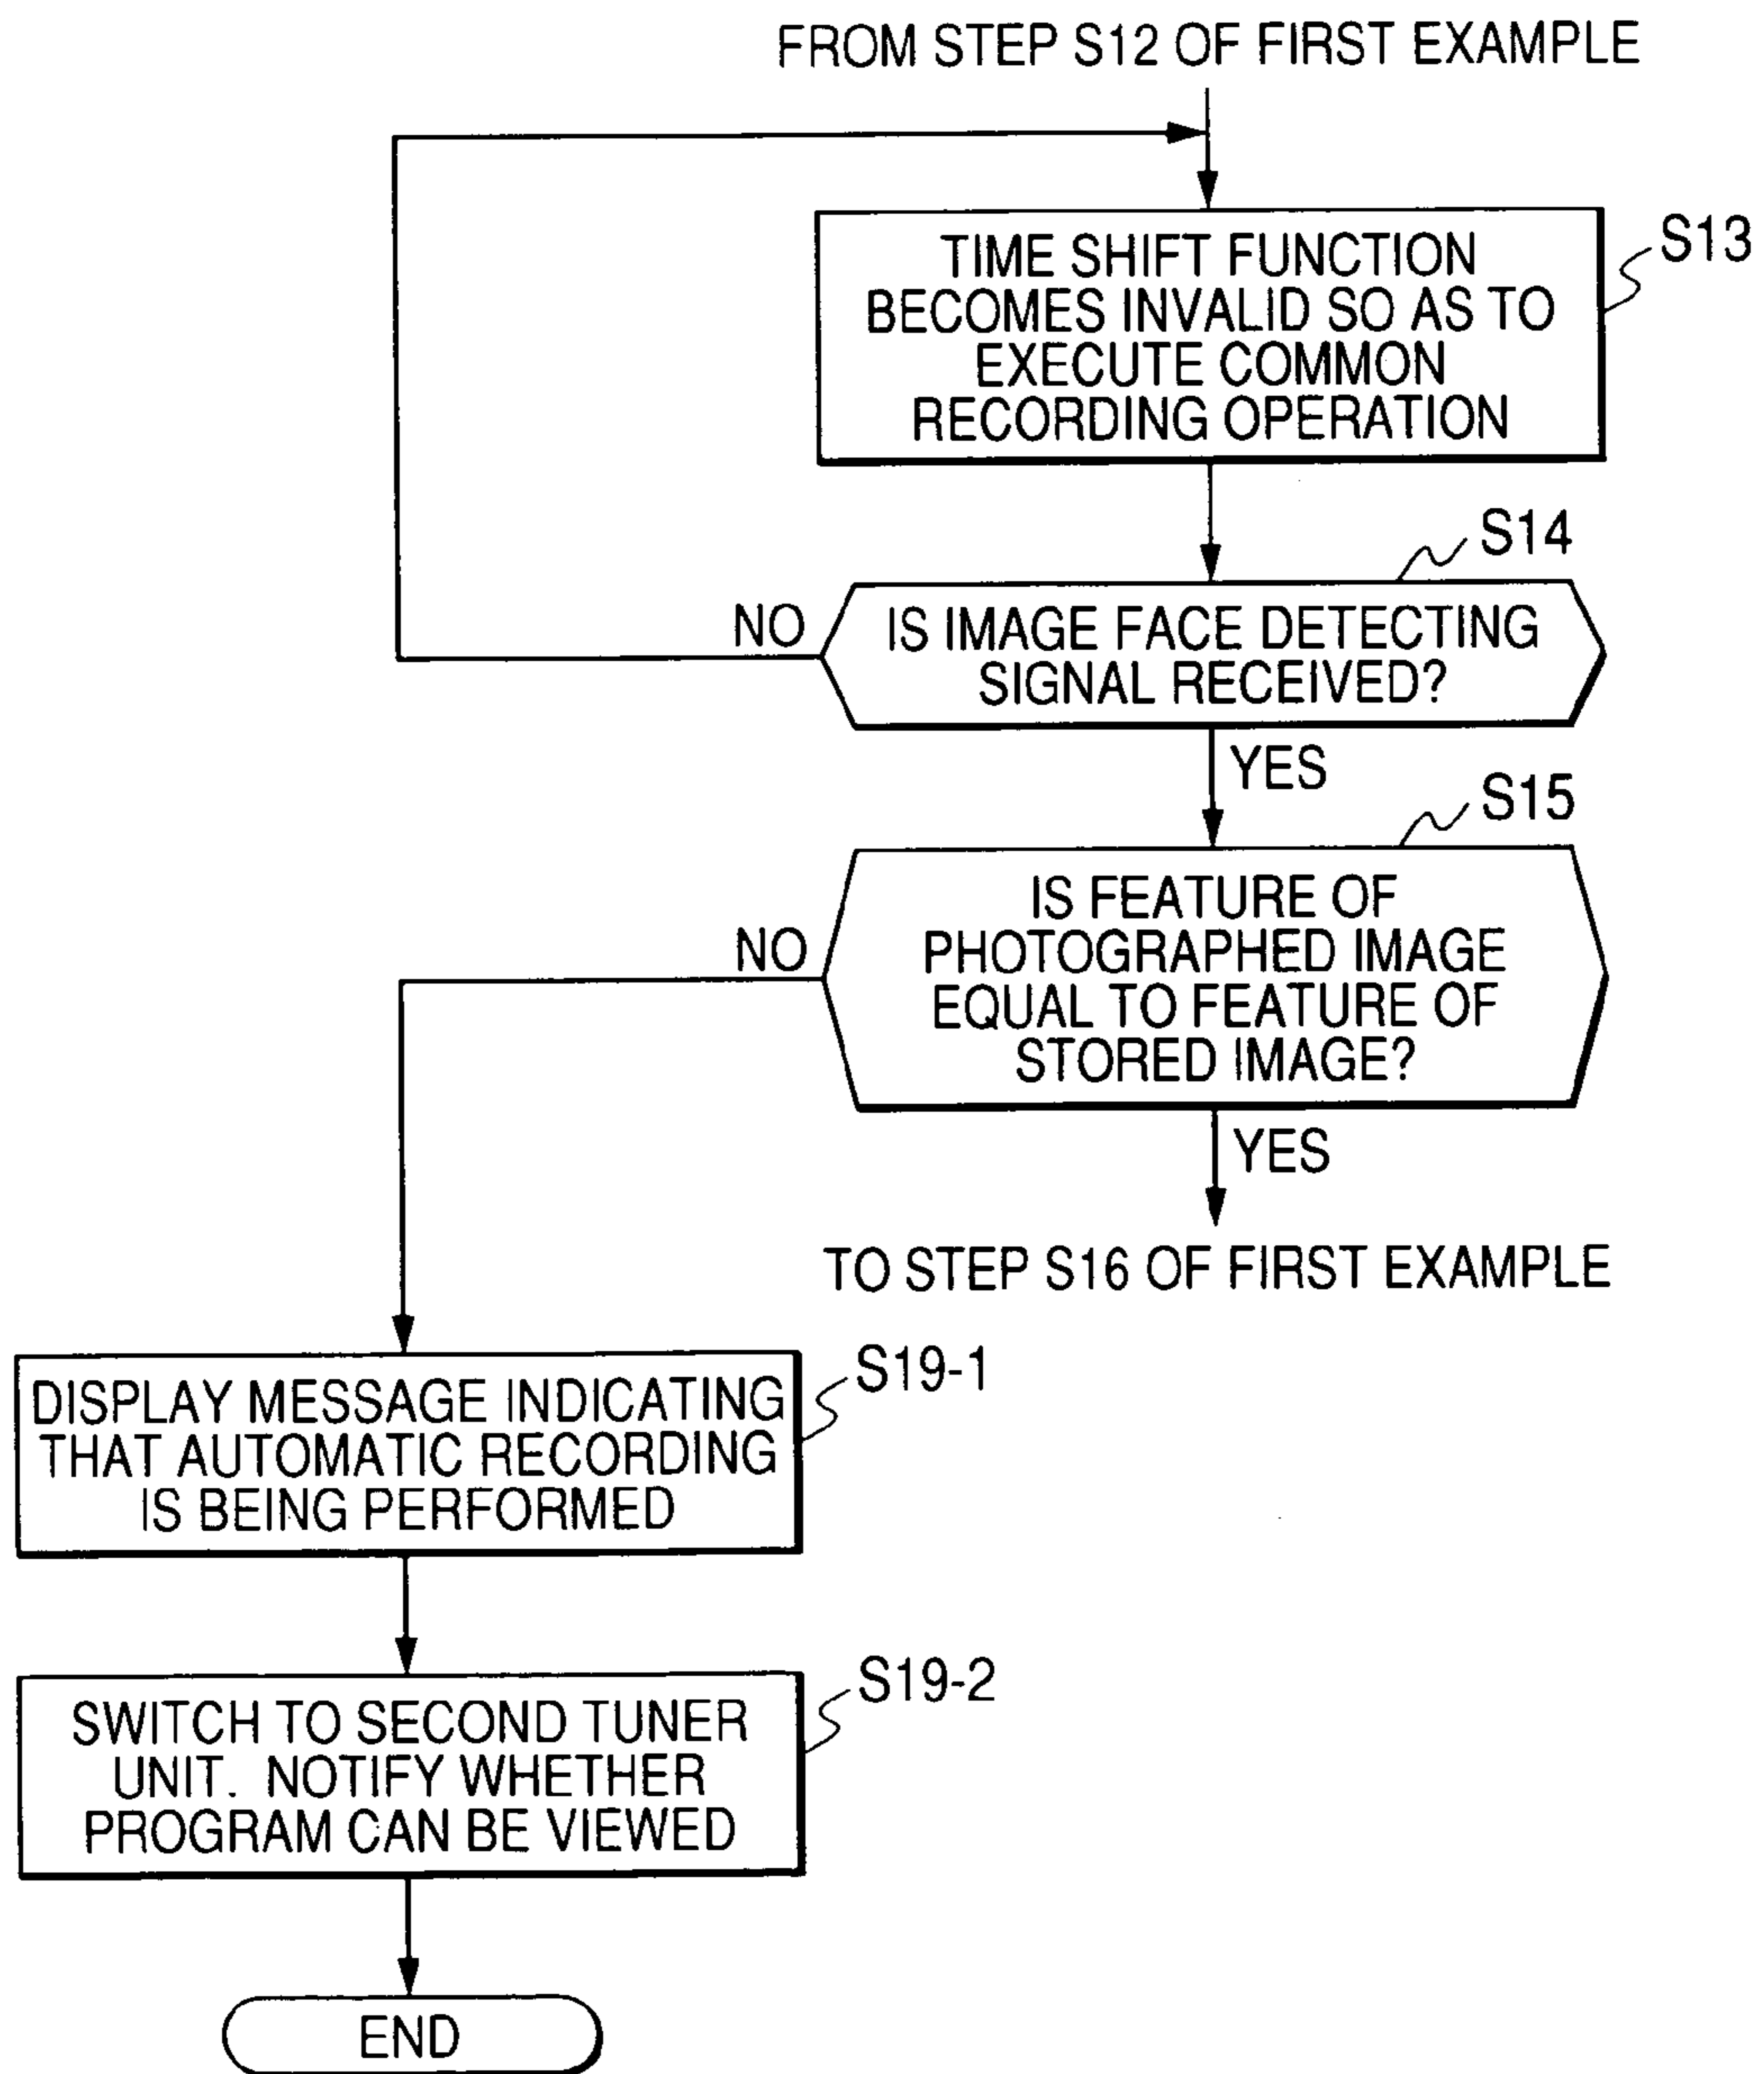 FROM STEP S12 OF FIRST EXAMPLE
S13
TIME SHIFT FUNCTION
BECOMES INVALID SO AS TO
EXECUTE COMMON
RECORDING OPERATION
S14
NO
IS IMAGE FACE DETECTING
SIGNAL RECEIVED?
YES
S15
NO
IS FEATURE OF
PHOTOGRAPHED IMAGE
EQUAL TO FEATURE OF
STORED IMAGE?
YES
TO STEP S16 OF FIRST EXAMPLE
S19-1
DISPLAY MESSAGE INDICATING
THAT AUTOMATIC RECORDING
IS BEING PERFORMED
S19-2
SWITCH TO SECOND TUNER
UNIT. NOTIFY WHETHER
PROGRAM CAN BE VIEWED
END